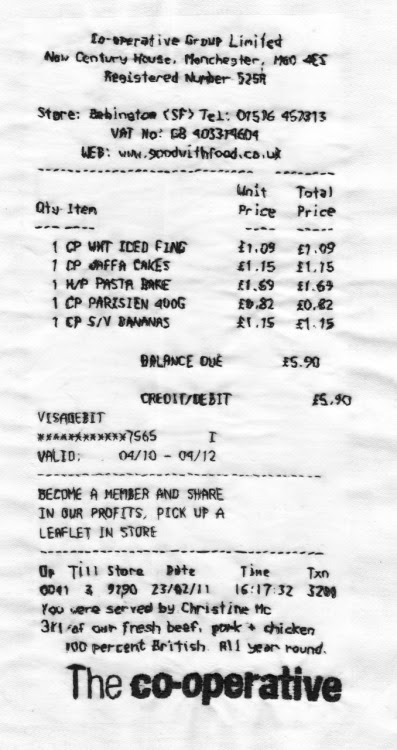 Co-operative Group Limited
New Century House, Manchester, M60 4ES
Registered Number 525R
Store: Babington (SF) Tel: 01536 457313
VAT No: GB 403314604
WEB: www.goodwithfood.co.uk
Unit Total
Qty Item Price Price
1 CP WHT ICED FING £1.09 £1.09
1 CP JAFFA CAKES £1.15 £1.15
1 H/P PASTA BAKE £1.69 £1.69
1 CP PARISIEN 400G £0.82 £0.82
1 CP S/V BANANAS £1.15 £1.15
BALANCE DUE £5.90
CREDIT/DEBIT £5.90
VISADEBIT
************7565 I
VALID: 04/10 - 04/12
BECOME A MEMBER AND SHARE
IN OUR PROFITS, PICK UP A
LEAFLET IN STORE
Op Till Store Date Time Txn
0041 2 9790 23/02/11 16:17:32
You were served by Christine Mc
of our fresh beef, pork + chicken
100 percent British. All year round.
The co-operative